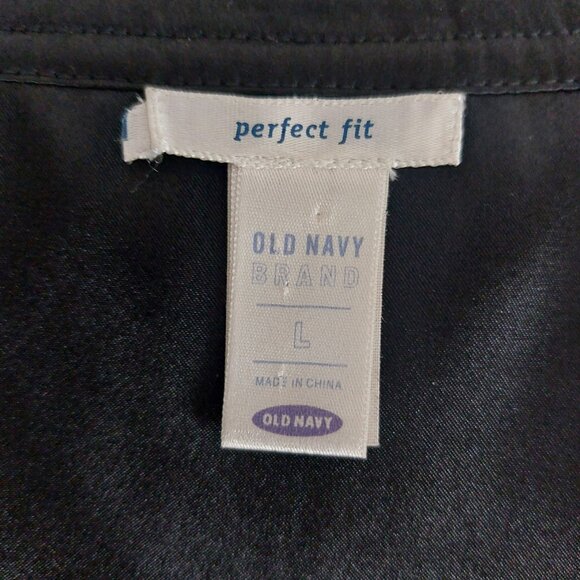 perfect fit
OLD NAVY
BRAND
L
MADE IN CHINA
OLD NAVY